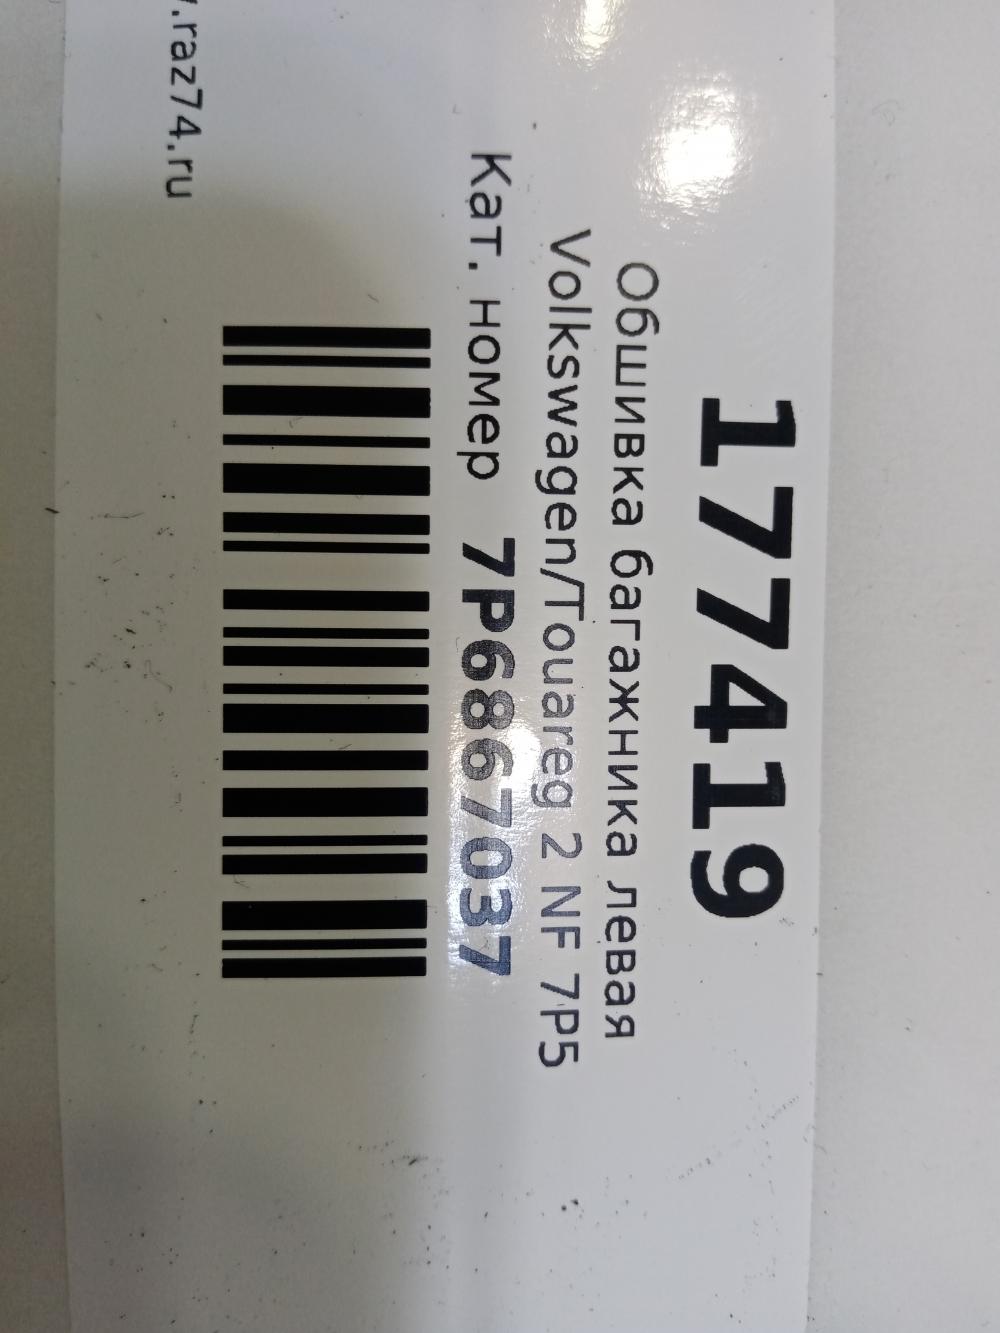 177419
Обшивка багажника левая
Volkswagen/Touareg 2 NF 7P5
Кат. номер 7P6867037
.raz74.ru